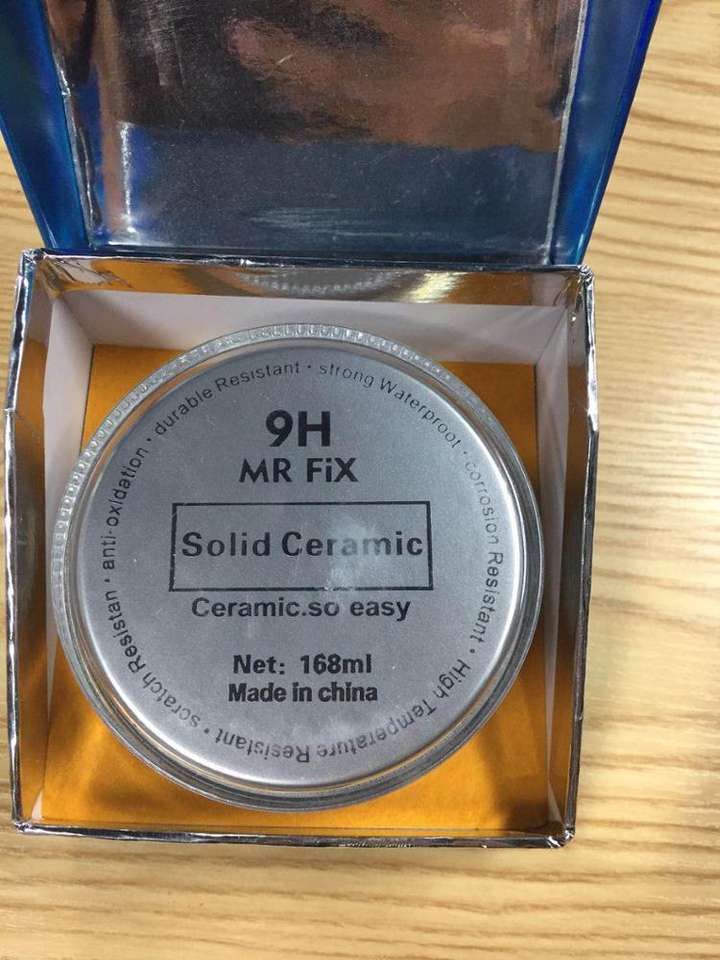 anti-oxidation • durable Resistant • strong Waterproof • corrosion Resistant • High Temperature Resistant • scratch Resistan •
9H
MR FiX
Solid Ceramic
Ceramic.so easy
Net: 168ml
Made in china